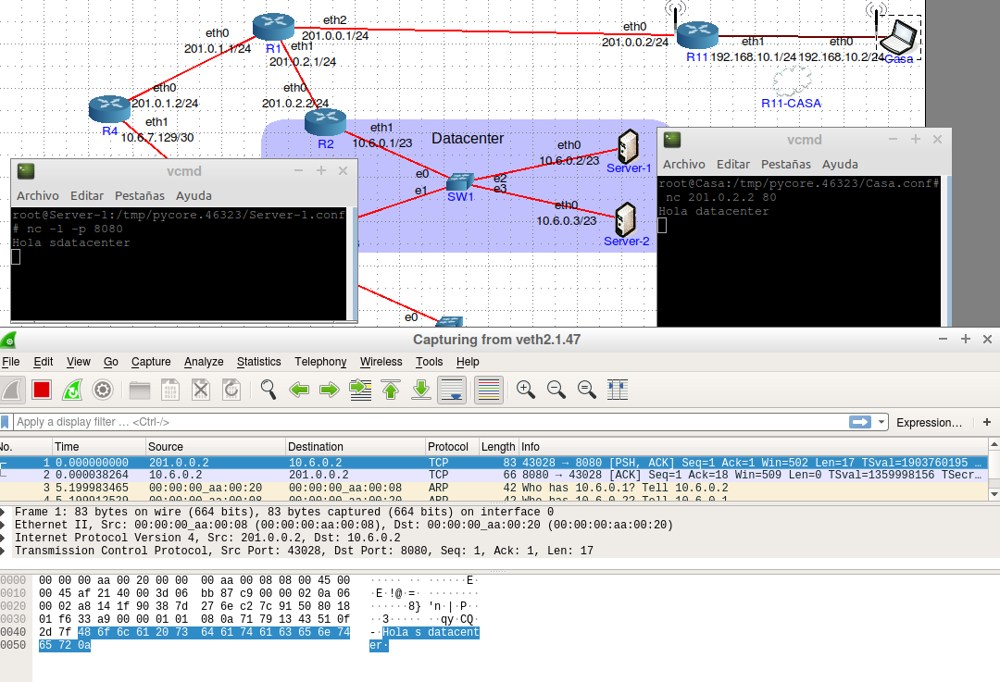 eth2
eth0
201.0.0.1/24
eth0
201.0.1.1/24
R1
eth1
201.0.2.1/24
201.0.0.2/24
R11
eth1
192.168.10.1/24
eth0
192.168.10.2/24
Casa
R11-CASA
eth0
201.0.1.2/24
eth1
R4
10.6.7.129/30
eth0
201.0.2.2/24
R2
eth1
10.6.0.1/23
Datacenter
eth0
10.6.0.2/23
Server-1
e0
e2
e3
e1
SW1
eth0
10.6.0.3/23
Server-2
e0
vcmd
Archivo Editar Pestañas Ayuda
root@Server-1:/tmp/pycore.46323/Server-1.conf
# nc -l -p 8080
Hola sdatacenter
vcmd
Archivo Editar Pestañas Ayuda
root@Casa:/tmp/pycore.46323/Casa.conf#
nc 201.0.2.2 80
Hola datacenter
Capturing from veth2.1.47
File Edit View Go Capture Analyze Statistics Telephony Wireless Tools Help
Apply a display filter … <Ctrl-/>
Expression… +
No. Time Source Destination Protocol Length Info
1 0.000000000 201.0.0.2 10.6.0.2 TCP 83 43028 → 8080 [PSH, ACK] Seq=1 Ack=1 Win=502 Len=17 TSval=1903760195 …
2 0.000038264 10.6.0.2 201.0.0.2 TCP 66 8080 → 43028 [ACK] Seq=1 Ack=18 Win=509 Len=0 TSval=1359998156 TSecr…
3 5.199983465 00:00:00_aa:00:20 00:00:00_aa:00:08 ARP 42 Who has 10.6.0.1? Tell 10.6.0.2
4 5.199912529 00:00:00_aa:00:08 00:00:00_aa:00:20 ARP 42 Who has 10.6.0.2? Tell 10.6.0.1
Frame 1: 83 bytes on wire (664 bits), 83 bytes captured (664 bits) on interface 0
Ethernet II, Src: 00:00:00_aa:00:08 (00:00:00:aa:00:08), Dst: 00:00:00_aa:00:20 (00:00:00:aa:00:20)
Internet Protocol Version 4, Src: 201.0.0.2, Dst: 10.6.0.2
Transmission Control Protocol, Src Port: 43028, Dst Port: 8080, Seq: 1, Ack: 1, Len: 17
0000 00 00 00 aa 00 20 00 00 00 aa 00 08 08 00 45 00 ····· ·· ······E·
0010 00 45 af 21 40 00 3d 06 bb 87 c9 00 00 02 0a 06 ·E·!@·=· ········
0020 00 02 a8 14 1f 90 38 7d 27 6e c2 7c 91 50 80 18 ······8} 'n·|·P··
0030 01 f6 33 a9 00 00 01 01 08 0a 71 79 13 43 51 0f ··3····· ··qy·CQ·
0040 2d 7f 48 6f 6c 61 20 73 64 61 74 61 63 65 6e 74 -·Hola s datacent
0050 65 72 0a er·